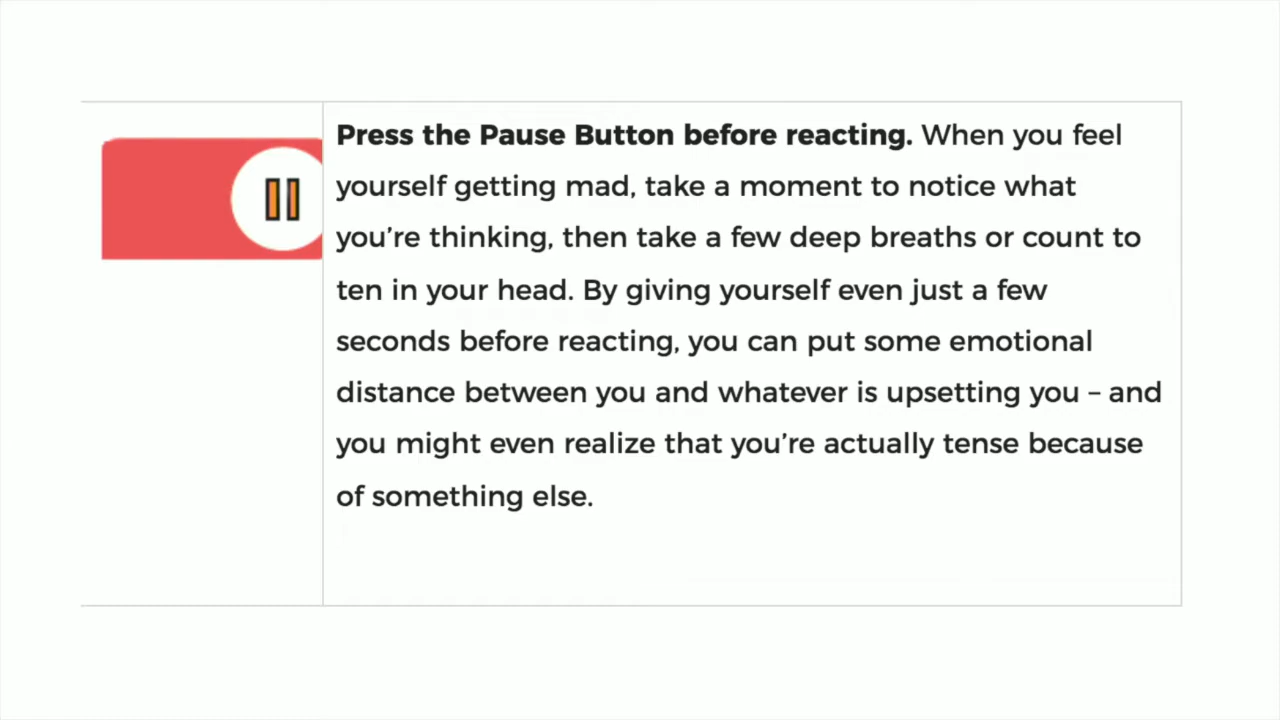 Press the Pause Button before reacting. When you feel
yourself getting mad, take a moment to notice what
you’re thinking, then take a few deep breaths or count to
ten in your head. By giving yourself even just a few
seconds before reacting, you can put some emotional
distance between you and whatever is upsetting you – and
you might even realize that you’re actually tense because
of something else.